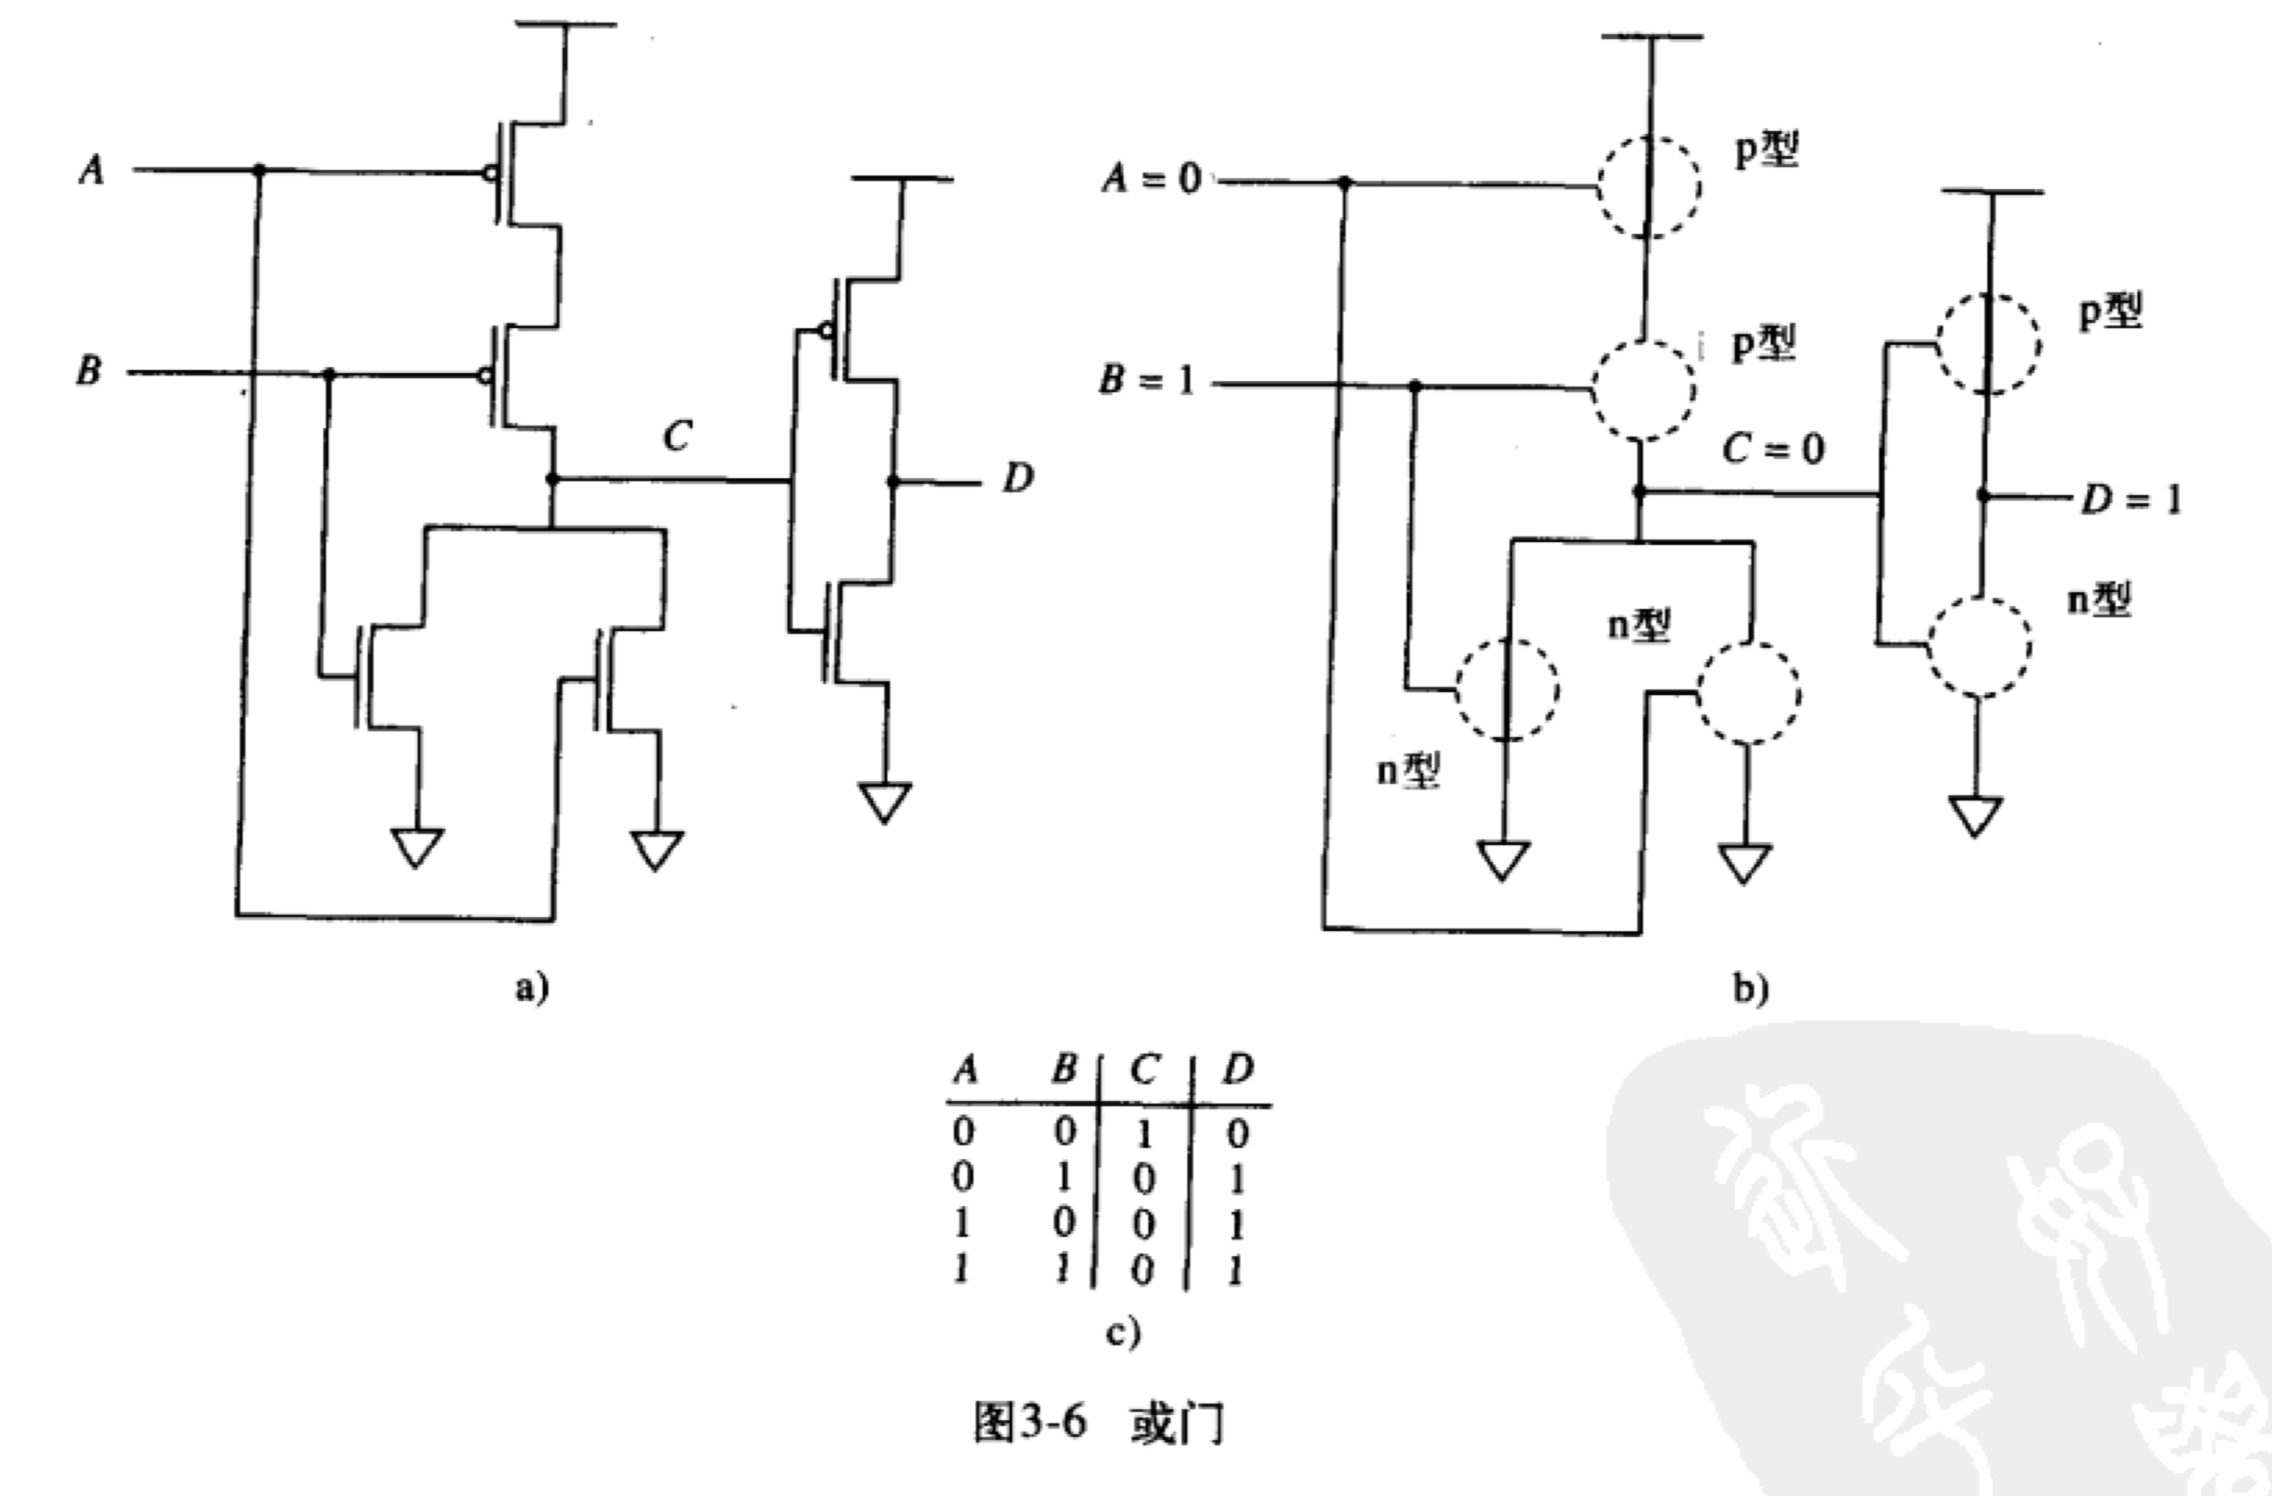 A
B
C
D
a)
A = 0
B = 1
p型
p型
C = 0
p型
D = 1
n型
n型
n型
b)
A B C D
0 0 1 0
0 1 0 1
1 0 0 1
1 1 0 1
c)
图3-6 或门